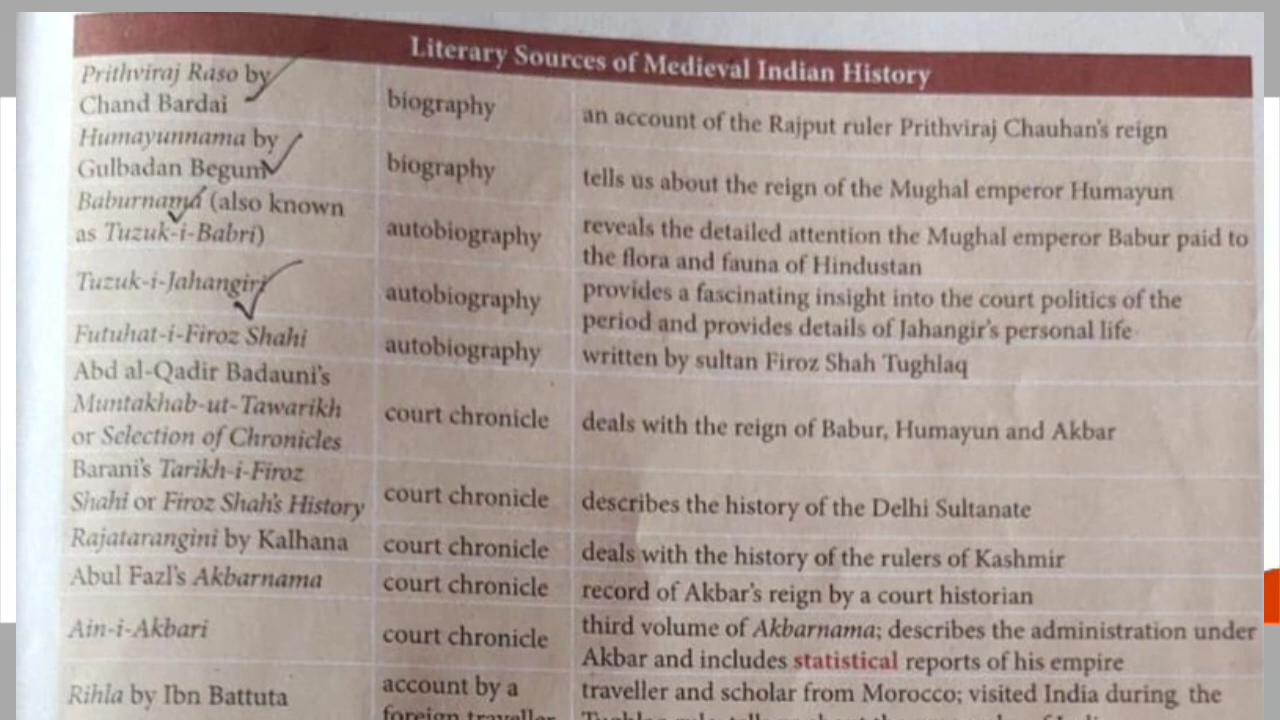 Literary Sources of Medieval Indian History
Prithviraj Raso by
Chand Bardai
biography
an account of the Rajput ruler Prithviraj Chauhan's reign
Humayunnama by
Gulbadan Begum
biography
tells us about the reign of the Mughal emperor Humayun
Baburnama (also known
as Tuzuk-i-Babri)
autobiography
reveals the detailed attention the Mughal emperor Babur paid to
the flora and fauna of Hindustan
Tuzuk-i-Jahangiri
autobiography
provides a fascinating insight into the court politics of the
period and provides details of Jahangir's personal life
Futuhat-i-Firoz Shahi
autobiography
written by sultan Firoz Shah Tughlaq
Abd al-Qadir Badauni's
Muntakhab-ut-Tawarikh
or Selection of Chronicles
court chronicle
deals with the reign of Babur, Humayun and Akbar
Barani's Tarikh-i-Firoz
Shahi or Firoz Shah's History
court chronicle
describes the history of the Delhi Sultanate
Rajatarangini by Kalhana
court chronicle
deals with the history of the rulers of Kashmir
Abul Fazl's Akbarnama
court chronicle
record of Akbar's reign by a court historian
Ain-i-Akbari
court chronicle
third volume of Akbarnama; describes the administration under
Akbar and includes statistical reports of his empire
Rihla by Ibn Battuta
account by a
foreign traveller
traveller and scholar from Morocco; visited India during the